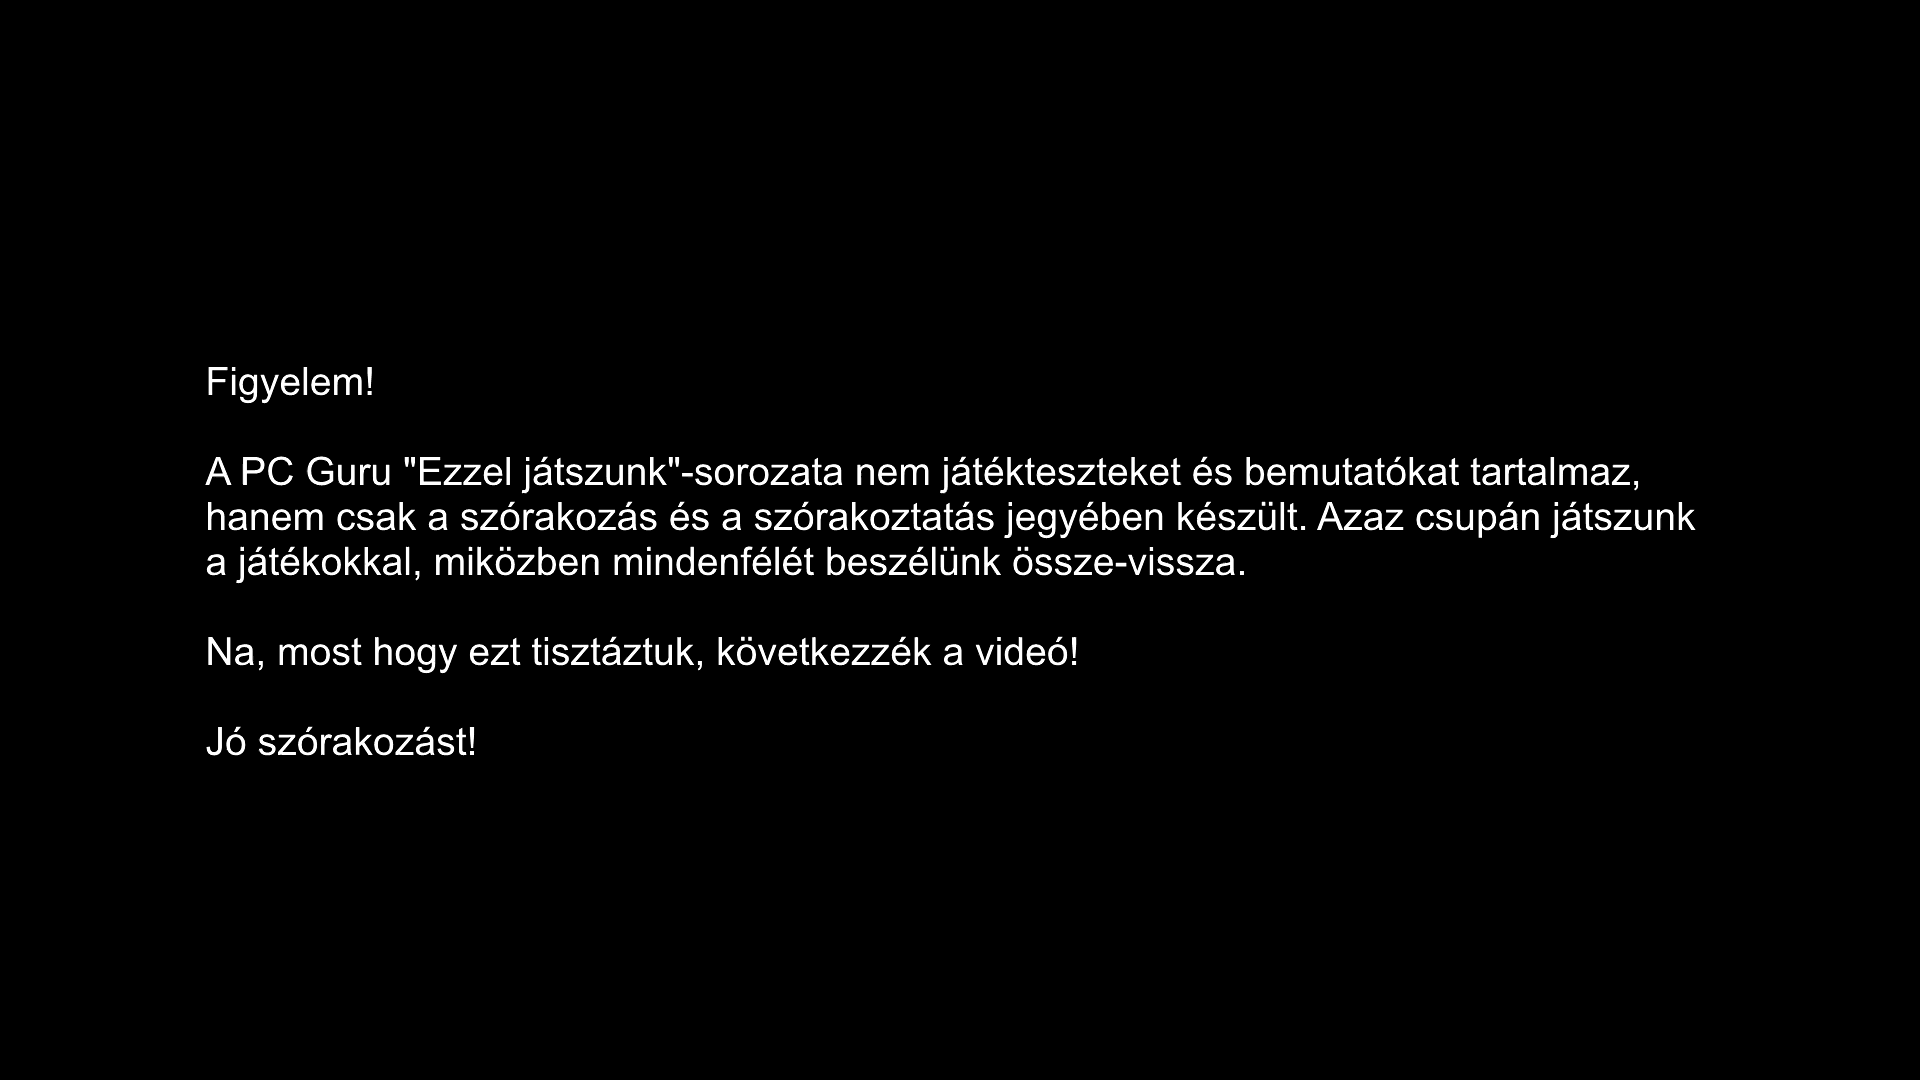 Figyelem!
A PC Guru "Ezzel játszunk"-sorozata nem játékteszteket és bemutatókat tartalmaz,
hanem csak a szórakozás és a szórakoztatás jegyében készült. Azaz csupán játszunk
a játékokkal, miközben mindenfélét beszélünk össze-vissza.
Na, most hogy ezt tisztáztuk, következzék a videó!
Jó szórakozást!